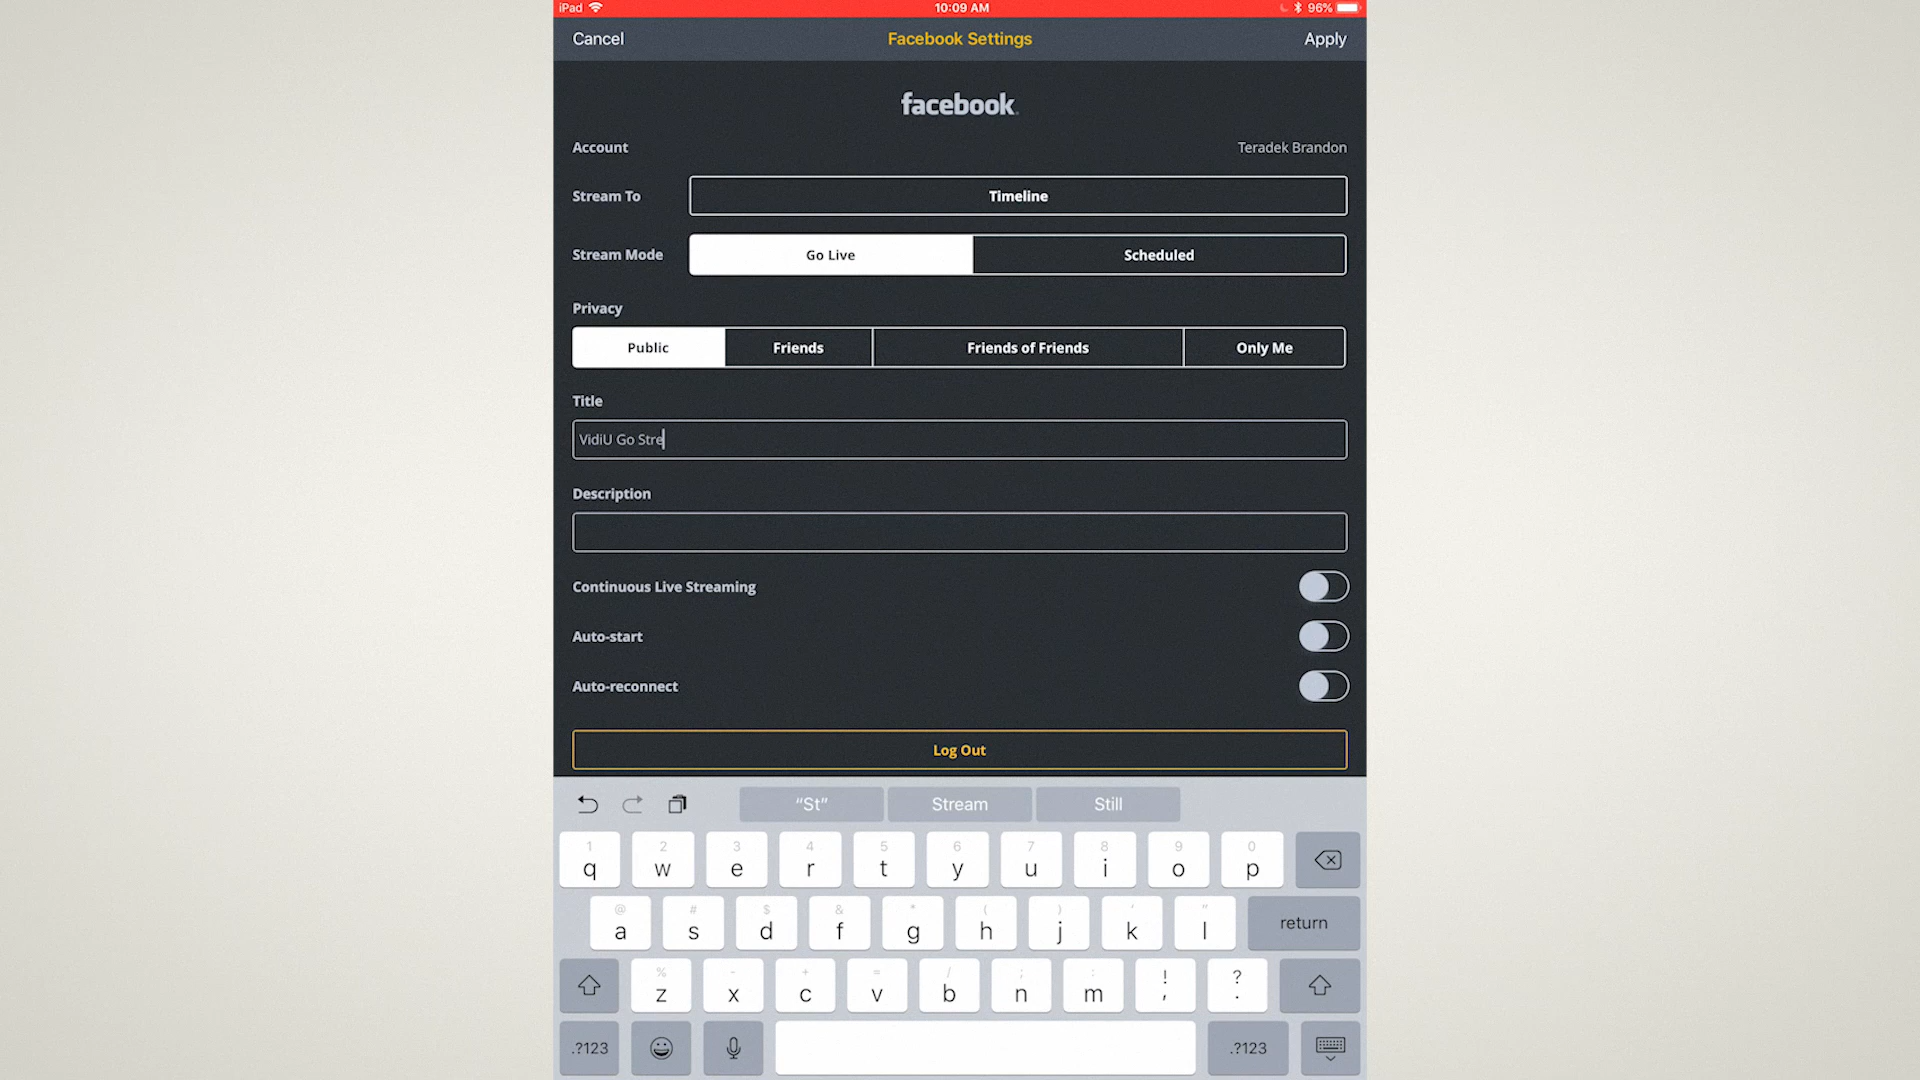 iPad 10:09 AM 96%
Cancel Facebook Settings Apply
facebook
Account Teradek Brandon
Stream To Timeline
Stream Mode Go Live Scheduled
Privacy
Public Friends Friends of Friends Only Me
Title
VidiU Go Stre
Description
Continuous Live Streaming
Auto-start
Auto-reconnect
Log Out
“St” Stream Still
1 2 3 4 5 6 7 8 9 0
q w e r t y u i o p
@ # $ & * ( ) ' "
a s d f g h j k l return
% - + = / ; : ! ?
z x c v b n m , .
.?123 .?123